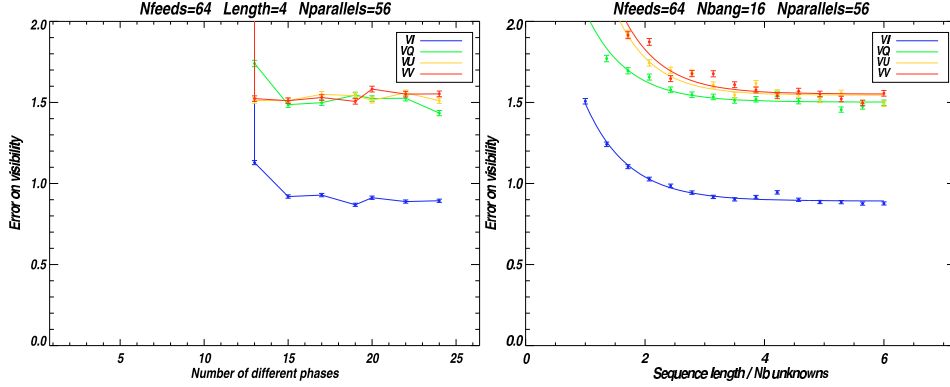 Nfeeds=64 Length=4 Nparallels=56
2.0
1.5
1.0
0.5
0.0
Error on visibility
VI
VQ
VU
VV
5 10 15 20 25
Number of different phases
Nfeeds=64 Nbang=16 Nparallels=56
2.0
1.5
1.0
0.5
0.0
Error on visibility
VI
VQ
VU
VV
0 2 4 6
Sequence length / Nb unknowns